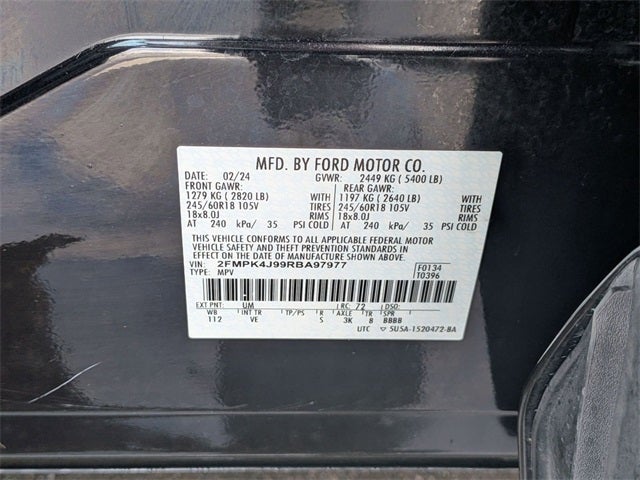 MFD. BY FORD MOTOR CO.
DATE: 02/24 GVWR: 2449 KG ( 5400 LB)
FRONT GAWR: REAR GAWR:
1279 KG ( 2820 LB) WITH 1197 KG ( 2640 LB) WITH
245/60R18 105V TIRES 245/60R18 105V TIRES
18x8.0J RIMS 18x8.0J RIMS
AT 240 kPa/ 35 PSI COLD AT 240 kPa/ 35 PSI COLD
THIS VEHICLE CONFORMS TO ALL APPLICABLE FEDERAL MOTOR
VEHICLE SAFETY AND THEFT PREVENTION STANDARDS IN
EFFECT ON THE DATE OF MANUFACTURE SHOWN ABOVE.
VIN: 2FMPK4J99RBA97977 F0134
TYPE: MPV T0396
EXT PNT: UM RC: 72 DSO:
WB INT TR TP/PS R AXLE TR SPR
112 VE S 3K B BBBB
UTC ▽ 5U5A-1520472-BA